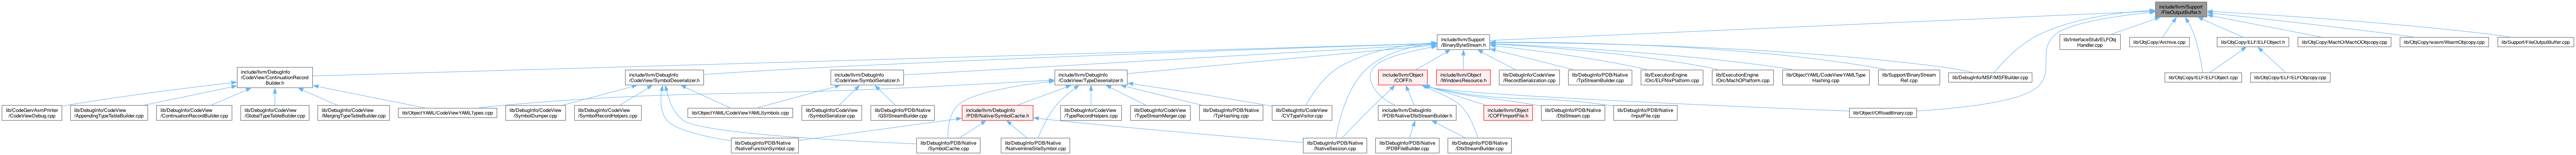 include/llvm/Support
/FileOutputBuffer.h
include/llvm/Support
/BinaryByteStream.h
lib/InterfaceStub/ELFObj
Handler.cpp
lib/ObjCopy/Archive.cpp
lib/ObjCopy/ELF/ELFObject.h
lib/ObjCopy/MachO/MachOObjcopy.cpp
lib/ObjCopy/wasm/WasmObjcopy.cpp
lib/Support/FileOutputBuffer.cpp
include/llvm/DebugInfo
/CodeView/ContinuationRecord
Builder.h
include/llvm/DebugInfo
/CodeView/SymbolDeserializer.h
include/llvm/DebugInfo
/CodeView/SymbolSerializer.h
include/llvm/DebugInfo
/CodeView/TypeDeserializer.h
include/llvm/Object
/COFF.h
include/llvm/Object
/WindowsResource.h
lib/DebugInfo/CodeView
/RecordSerialization.cpp
lib/DebugInfo/PDB/Native
/TpiStreamBuilder.cpp
lib/ExecutionEngine
/Orc/ELFNixPlatform.cpp
lib/ExecutionEngine
/Orc/MachOPlatform.cpp
lib/ObjectYAML/CodeViewYAMLType
Hashing.cpp
lib/Support/BinaryStream
Ref.cpp
lib/DebugInfo/MSF/MSFBuilder.cpp
lib/ObjCopy/ELF/ELFObject.cpp
lib/ObjCopy/ELF/ELFObjcopy.cpp
lib/CodeGen/AsmPrinter
/CodeViewDebug.cpp
lib/DebugInfo/CodeView
/AppendingTypeTableBuilder.cpp
lib/DebugInfo/CodeView
/ContinuationRecordBuilder.cpp
lib/DebugInfo/CodeView
/GlobalTypeTableBuilder.cpp
lib/DebugInfo/CodeView
/MergingTypeTableBuilder.cpp
lib/ObjectYAML/CodeViewYAMLTypes.cpp
lib/DebugInfo/CodeView
/SymbolDumper.cpp
lib/DebugInfo/CodeView
/SymbolRecordHelpers.cpp
lib/ObjectYAML/CodeViewYAMLSymbols.cpp
lib/DebugInfo/CodeView
/SymbolSerializer.cpp
lib/DebugInfo/PDB/Native
/GSIStreamBuilder.cpp
include/llvm/DebugInfo
/PDB/Native/SymbolCache.h
lib/DebugInfo/CodeView
/TypeRecordHelpers.cpp
lib/DebugInfo/CodeView
/TypeStreamMerger.cpp
lib/DebugInfo/PDB/Native
/TpiHashing.cpp
lib/DebugInfo/CodeView
/CVTypeVisitor.cpp
include/llvm/DebugInfo
/PDB/Native/DbiStreamBuilder.h
include/llvm/Object
/COFFImportFile.h
lib/DebugInfo/PDB/Native
/DbiStream.cpp
lib/DebugInfo/PDB/Native
/InputFile.cpp
lib/Object/OffloadBinary.cpp
lib/DebugInfo/PDB/Native
/NativeFunctionSymbol.cpp
lib/DebugInfo/PDB/Native
/SymbolCache.cpp
lib/DebugInfo/PDB/Native
/NativeInlineSiteSymbol.cpp
lib/DebugInfo/PDB/Native
/NativeSession.cpp
lib/DebugInfo/PDB/Native
/PDBFileBuilder.cpp
lib/DebugInfo/PDB/Native
/DbiStreamBuilder.cpp